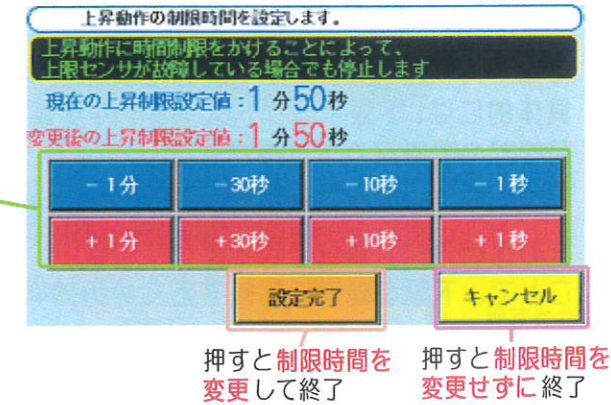 上昇動作の制限時間を設定します。
上昇動作に時間制限をかけることによって、
上限センサが故障している場合でも停止します
現在の上昇制限設定値：1 分50秒
変更後の上昇制限設定値：1 分50秒
－1分 －30秒 －10秒 －1秒
＋1分 ＋30秒 ＋10秒 ＋1秒
設定完了 キャンセル
押すと制限時間を
変更して終了
押すと制限時間を
変更せずに終了